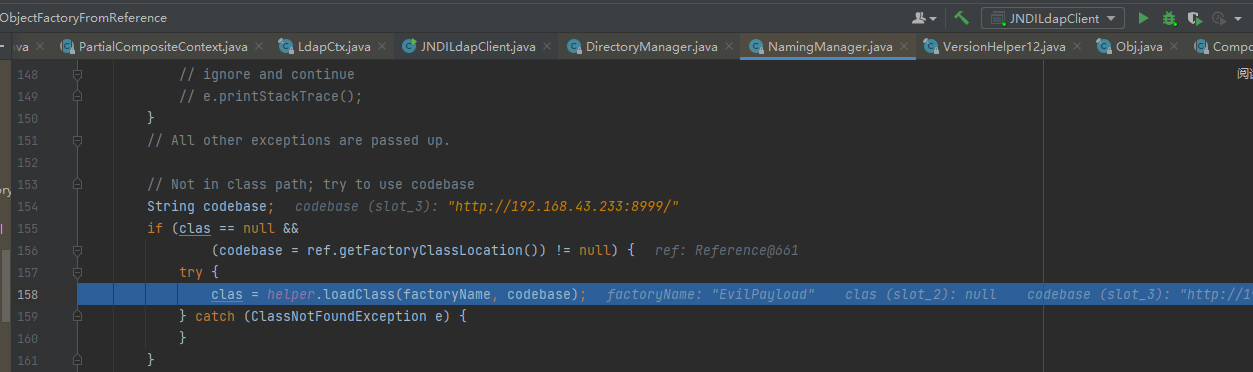 ObjectFactoryFromReference
JNDILdapClient
ava
PartialCompositeContext.java
LdapCtx.java
JNDILdapClient.java
DirectoryManager.java
NamingManager.java
VersionHelper12.java
Obj.java
Compo
148 // ignore and continue
149 // e.printStackTrace();
150 }
151 // All other exceptions are passed up.
152
153 // Not in class path; try to use codebase
154 String codebase; codebase (slot_3): "http://192.168.43.233:8999/"
155 if (clas == null &&
156 (codebase = ref.getFactoryClassLocation()) != null) { ref: Reference@661
157 try {
158 clas = helper.loadClass(factoryName, codebase); factoryName: "EvilPayload" clas (slot_2): null codebase (slot_3): "http://1
159 } catch (ClassNotFoundException e) {
160 }
161 }